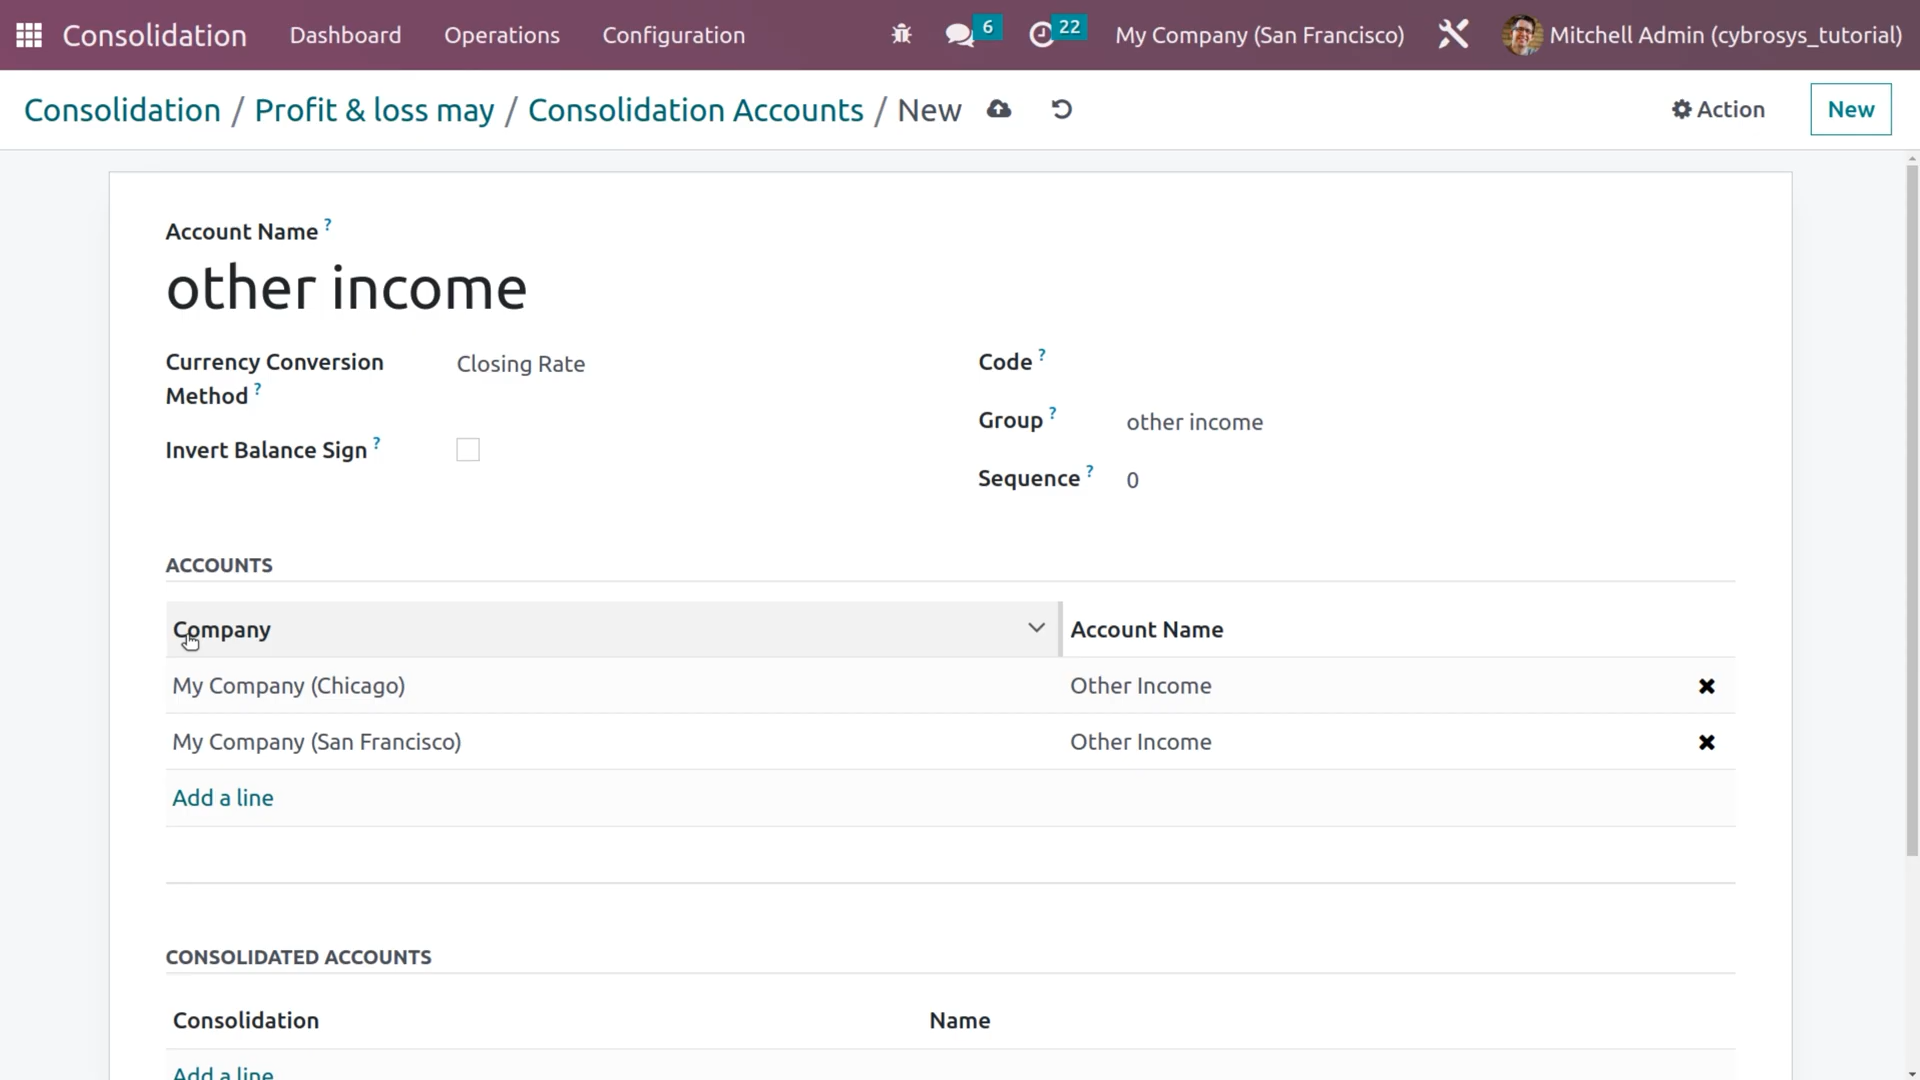 Consolidation Dashboard Operations Configuration 6 22 My Company (San Francisco) Mitchell Admin (cybrosys_tutorial)
Consolidation / Profit & loss may / Consolidation Accounts / New Action New
Account Name ?
other income
Currency Conversion Method ? Closing Rate
Code ?
Group ? other income
Invert Balance Sign ?
Sequence ? 0
ACCOUNTS
Company Account Name
My Company (Chicago) Other Income
My Company (San Francisco) Other Income
Add a line
CONSOLIDATED ACCOUNTS
Consolidation Name
Add a line